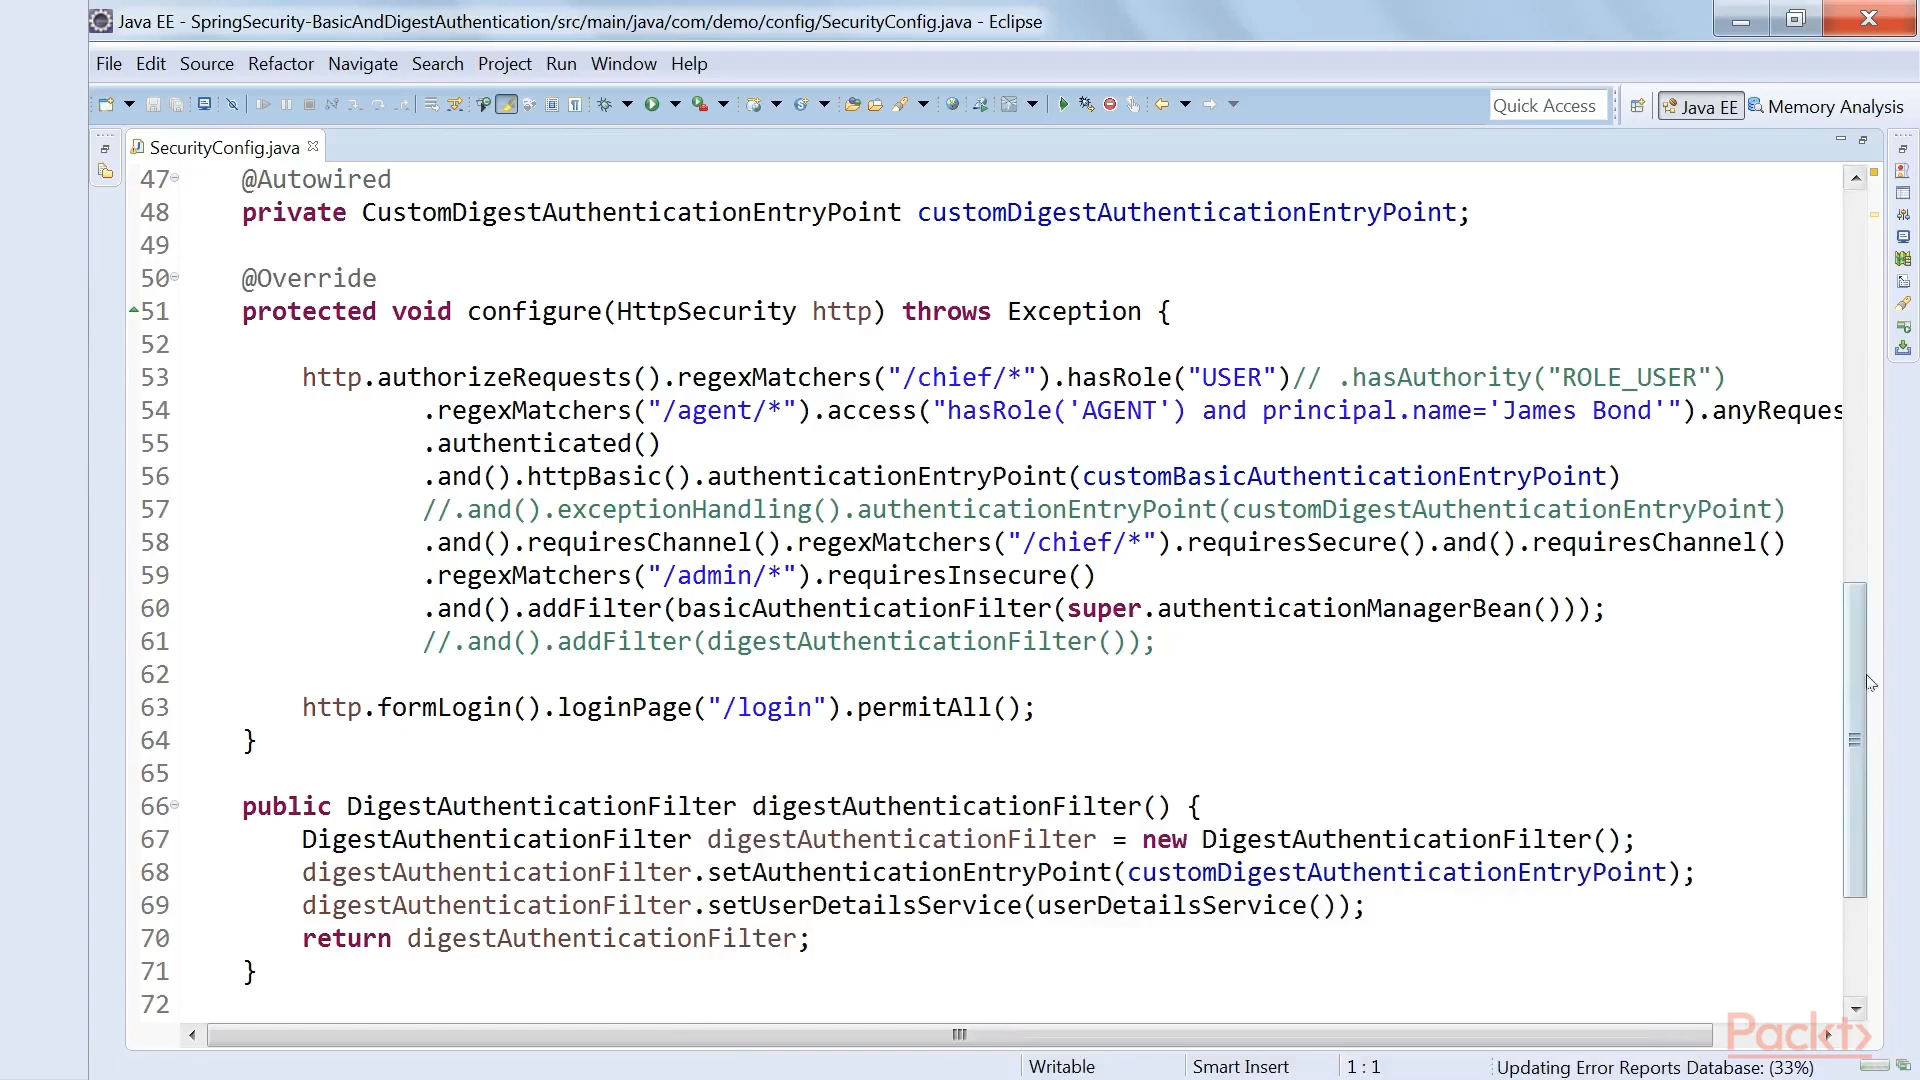 Java EE - SpringSecurity-BasicAndDigestAuthentication/src/main/java/com/demo/config/SecurityConfig.java - Eclipse
File Edit Source Refactor Navigate Search Project Run Window Help
Quick Access Java EE Memory Analysis
SecurityConfig.java
47 @Autowired
48 private CustomDigestAuthenticationEntryPoint customDigestAuthenticationEntryPoint;
49
50 @Override
51 protected void configure(HttpSecurity http) throws Exception {
52
53 http.authorizeRequests().regexMatchers("/chief/*").hasRole("USER")// .hasAuthority("ROLE_USER")
54 .regexMatchers("/agent/*").access("hasRole('AGENT') and principal.name='James Bond'").anyReques
55 .authenticated()
56 .and().httpBasic().authenticationEntryPoint(customBasicAuthenticationEntryPoint)
57 //.and().exceptionHandling().authenticationEntryPoint(customDigestAuthenticationEntryPoint)
58 .and().requiresChannel().regexMatchers("/chief/*").requiresSecure().and().requiresChannel()
59 .regexMatchers("/admin/*").requiresInsecure()
60 .and().addFilter(basicAuthenticationFilter(super.authenticationManagerBean()));
61 //.and().addFilter(digestAuthenticationFilter());
62
63 http.formLogin().loginPage("/login").permitAll();
64 }
65
66 public DigestAuthenticationFilter digestAuthenticationFilter() {
67 DigestAuthenticationFilter digestAuthenticationFilter = new DigestAuthenticationFilter();
68 digestAuthenticationFilter.setAuthenticationEntryPoint(customDigestAuthenticationEntryPoint);
69 digestAuthenticationFilter.setUserDetailsService(userDetailsService());
70 return digestAuthenticationFilter;
71 }
72
Packt>
Writable Smart Insert 1 : 1 Updating Error Reports Database: (33%)